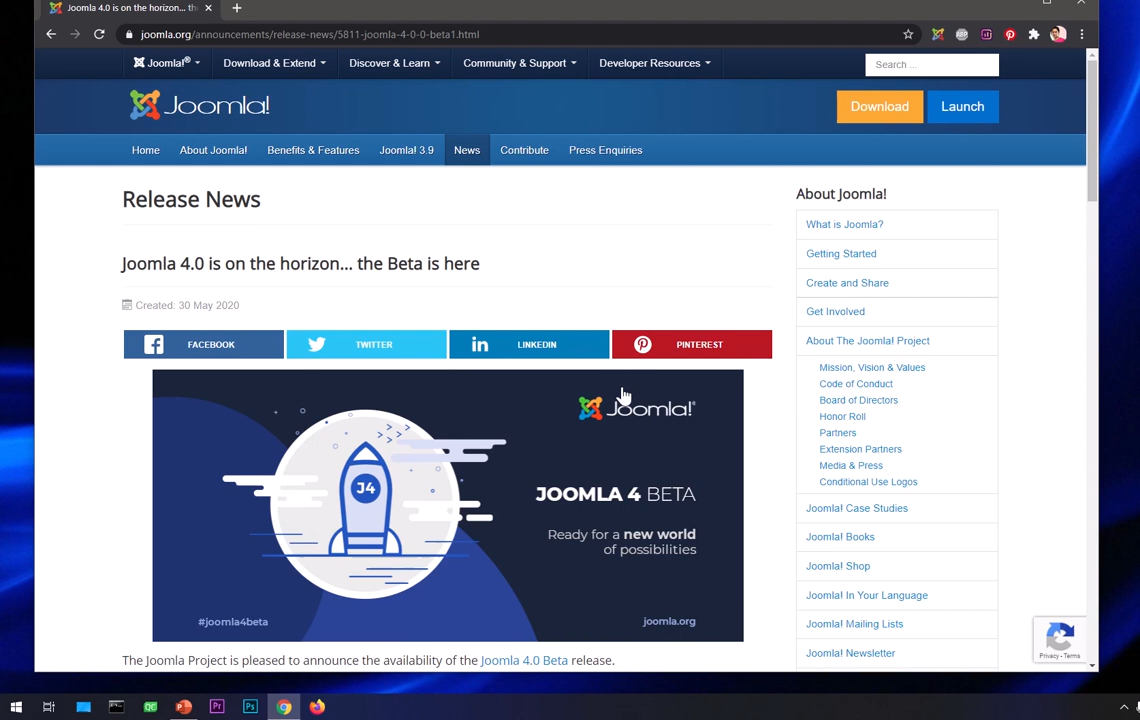 Joomla 4.0 is on the horizon... th
joomla.org/announcements/release-news/5811-joomla-4-0-0-beta1.html
Joomla!® Download & Extend Discover & Learn Community & Support Developer Resources Search ...
Joomla! Download Launch
Home About Joomla! Benefits & Features Joomla! 3.9 News Contribute Press Enquiries
Release News
Joomla 4.0 is on the horizon... the Beta is here
Created: 30 May 2020
FACEBOOK TWITTER LINKEDIN PINTEREST
Joomla!®
J4
JOOMLA 4 BETA
Ready for a new world
of possibilities
#joomla4beta joomla.org
The Joomla Project is pleased to announce the availability of the Joomla 4.0 Beta release.
About Joomla!
What is Joomla?
Getting Started
Create and Share
Get Involved
About The Joomla! Project
Mission, Vision & Values
Code of Conduct
Board of Directors
Honor Roll
Partners
Extension Partners
Media & Press
Conditional Use Logos
Joomla! Case Studies
Joomla! Books
Joomla! Shop
Joomla! In Your Language
Joomla! Mailing Lists
Joomla! Newsletter
Privacy - Terms
QC P Pr Ps